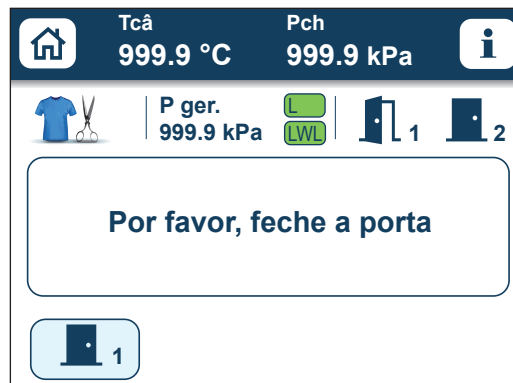 Tcâ Pch
999.9 °C 999.9 kPa i
P ger. L
999.9 kPa LWL 1 2
Por favor, feche a porta
1